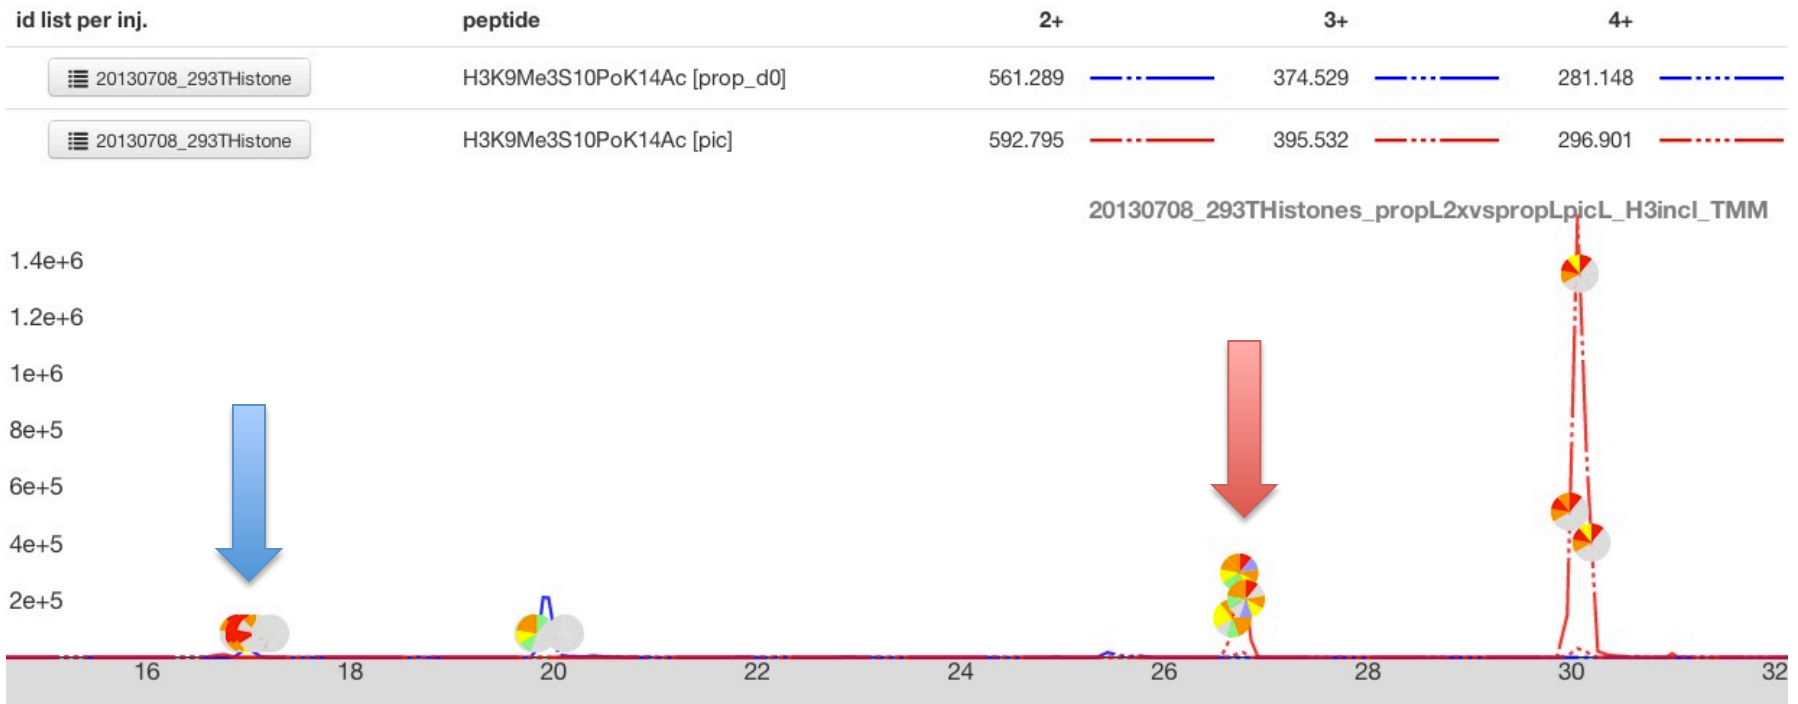 id list per inj. peptide 2+ 3+ 4+
20130708_293THistone H3K9Me3S10PoK14Ac [prop_d0] 561.289 374.529 281.148
20130708_293THistone H3K9Me3S10PoK14Ac [pic] 592.795 395.532 296.901
20130708_293THistones_propL2xvspropLpicL_H3incl_TMM
1.4e+6
1.2e+6
1e+6
8e+5
6e+5
4e+5
2e+5
16 18 20 22 24 26 28 30 32